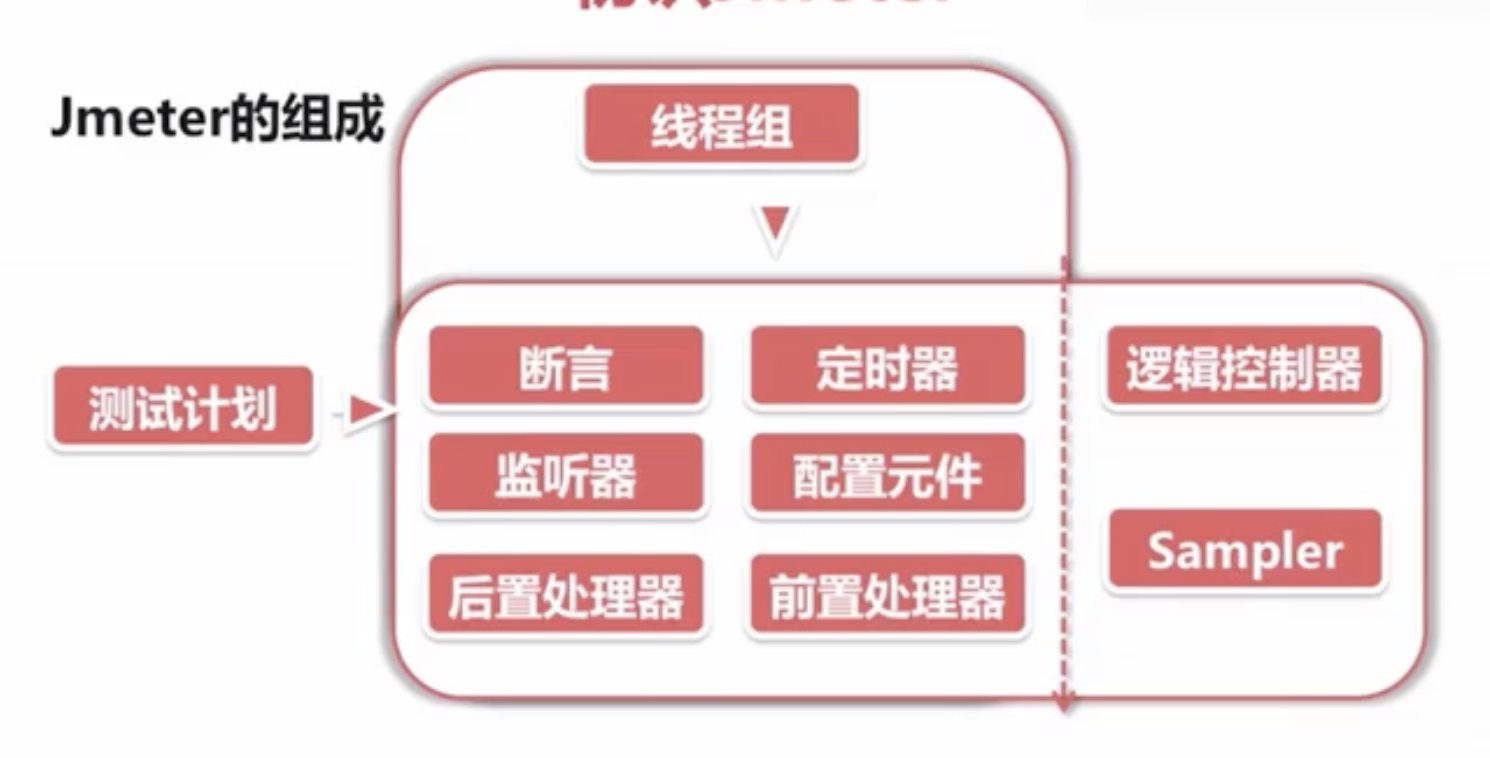 Jmeter的组成
线程组
断言
定时器
逻辑控制器
测试计划
监听器
配置元件
Sampler
后置处理器
前置处理器